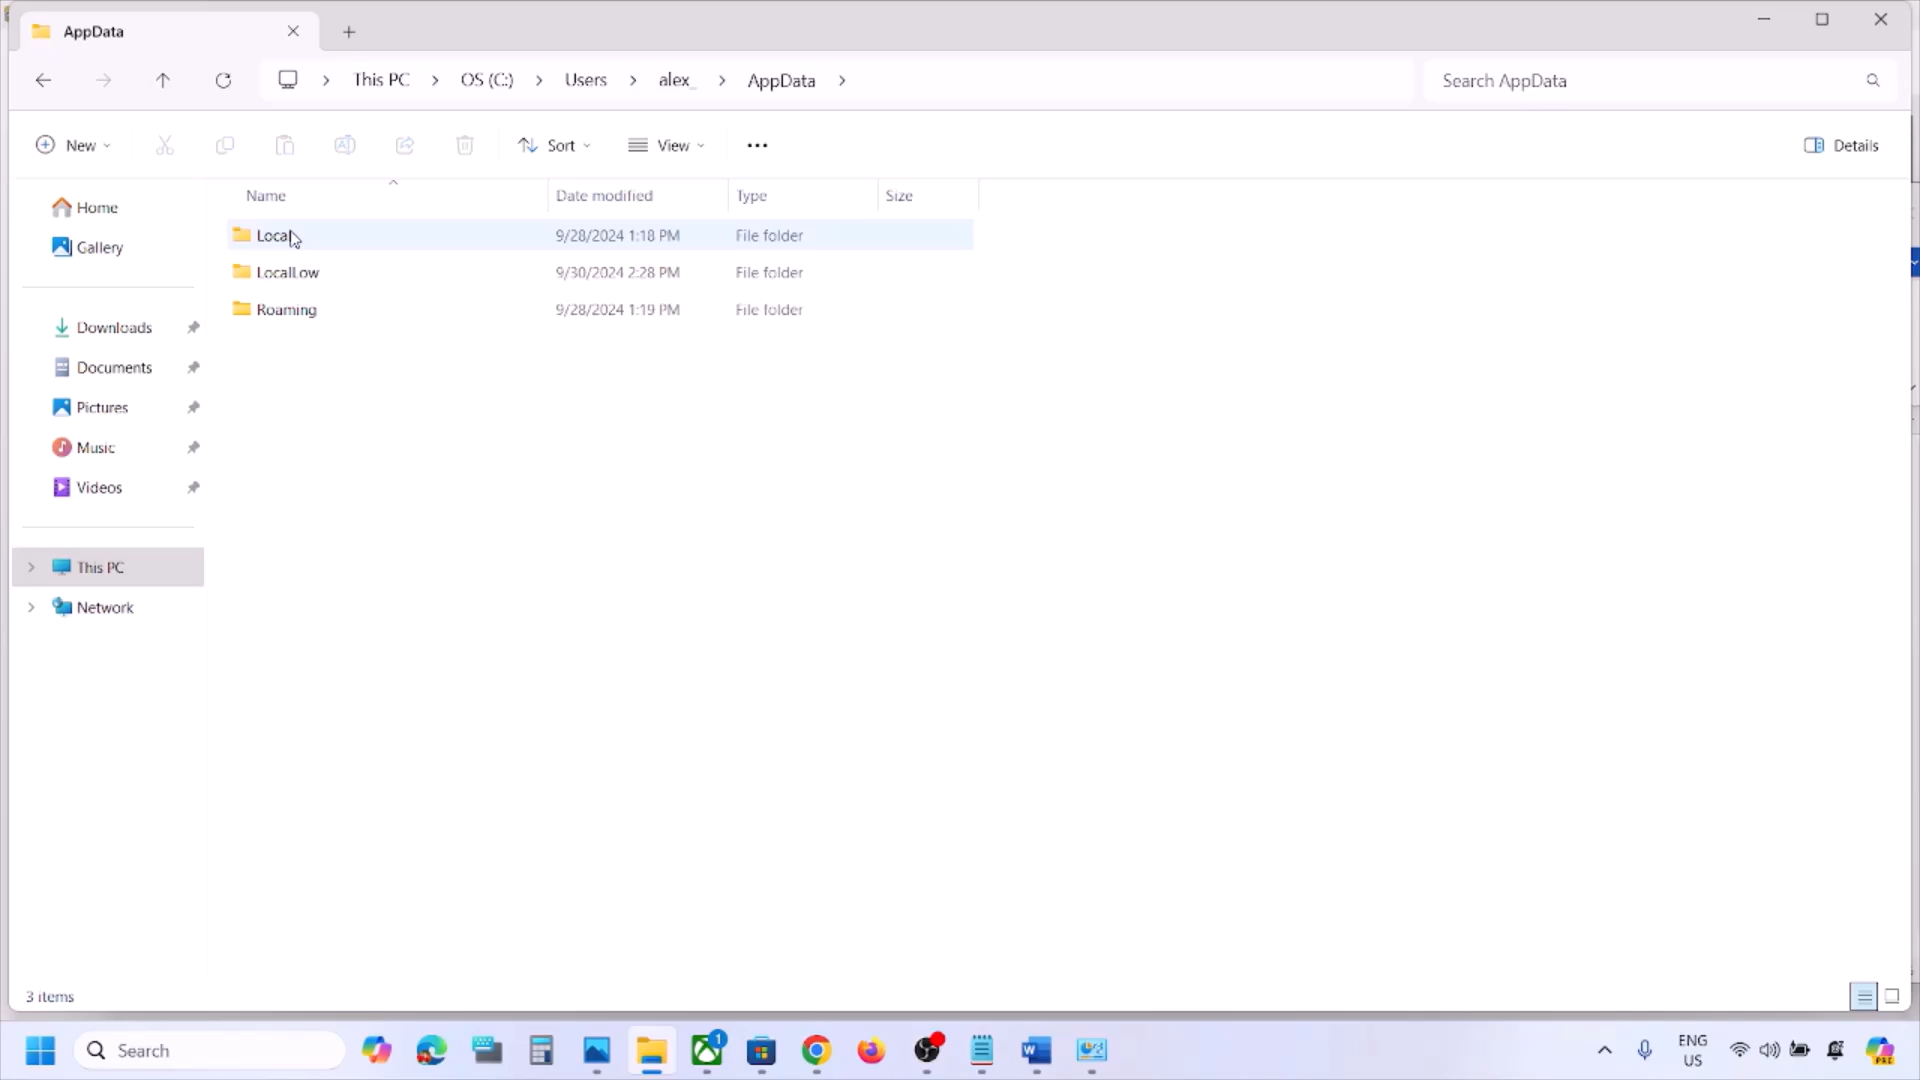 AppData
This PC > OS (C:) > Users > alex_ > AppData >
Search AppData
New
Sort
View
Details
Name Date modified Type Size
Local 9/28/2024 1:18 PM File folder
LocalLow 9/30/2024 2:28 PM File folder
Roaming 9/28/2024 1:19 PM File folder
Home
Gallery
Downloads
Documents
Pictures
Music
Videos
This PC
Network
3 items
Search
1
ENG
US
PRE